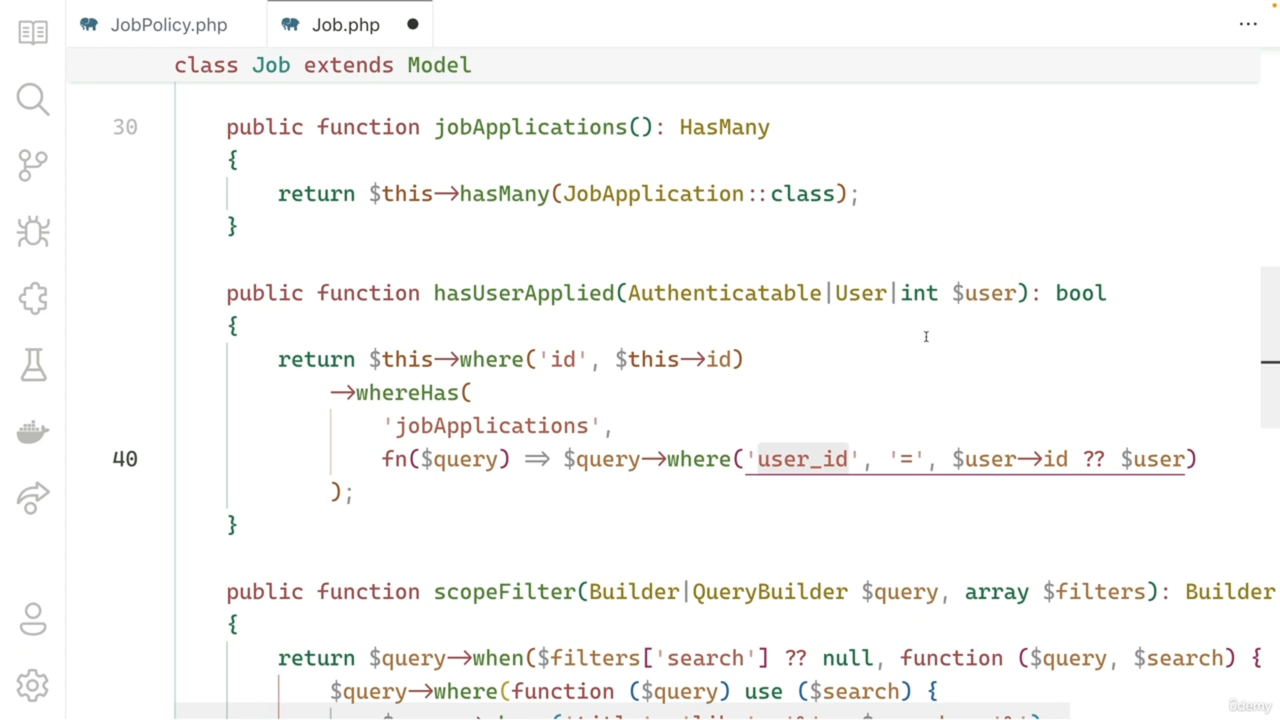 JobPolicy.php
Job.php
class Job extends Model
30 public function jobApplications(): HasMany
{
return $this->hasMany(JobApplication::class);
}
public function hasUserApplied(Authenticatable|User|int $user): bool
{
return $this->where('id', $this->id)
->whereHas(
'jobApplications',
40 fn($query) => $query->where('user_id', '=', $user->id ?? $user)
);
}
public function scopeFilter(Builder|QueryBuilder $query, array $filters): Builder
{
return $query->when($filters['search'] ?? null, function ($query, $search) {
$query->where(function ($query) use ($search) {
ûdemy